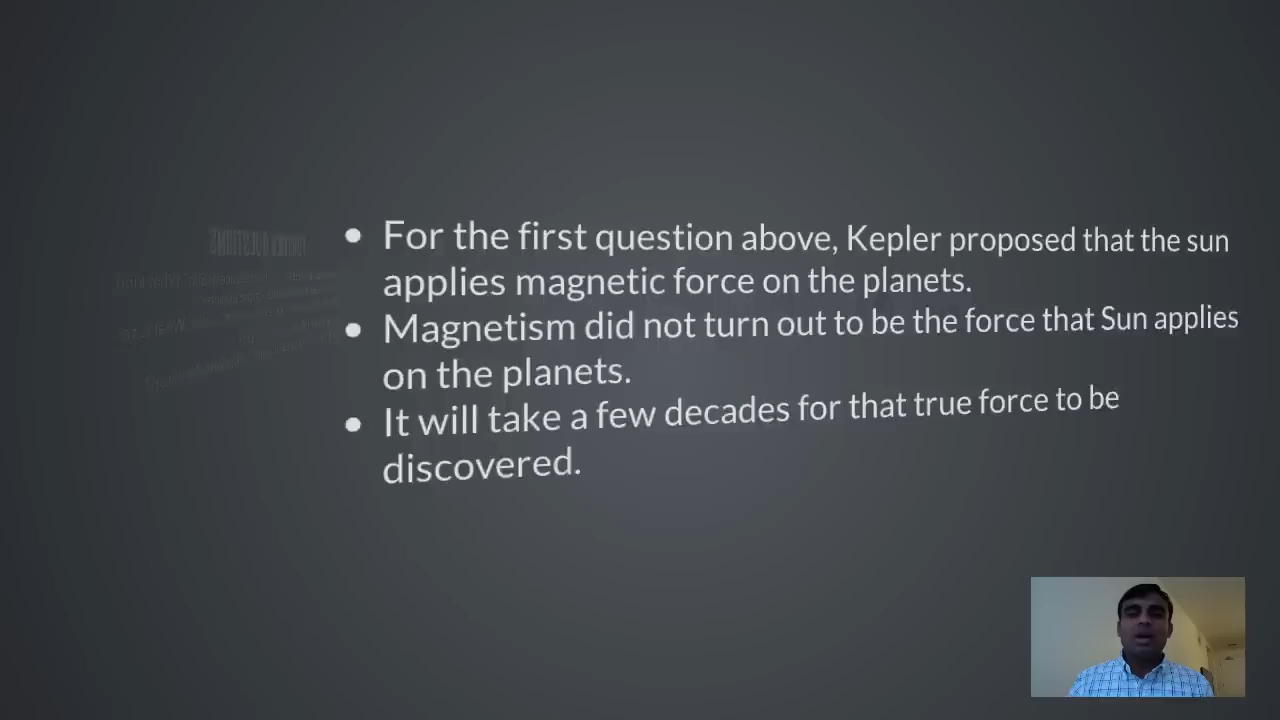 For the first question above, Kepler proposed that the sun
applies magnetic force on the planets.
Magnetism did not turn out to be the force that Sun applies
on the planets.
It will take a few decades for that true force to be
discovered.